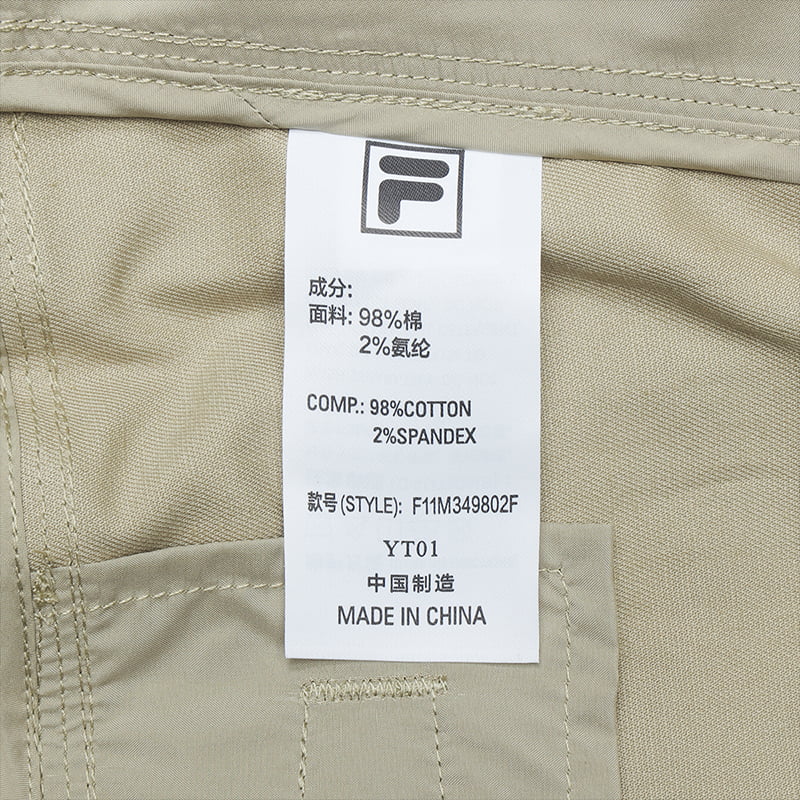 F
成分:
面料: 98%棉
2%氨纶
COMP.: 98%COTTON
2%SPANDEX
款号(STYLE): F11M349802F
YT01
中国制造
MADE IN CHINA